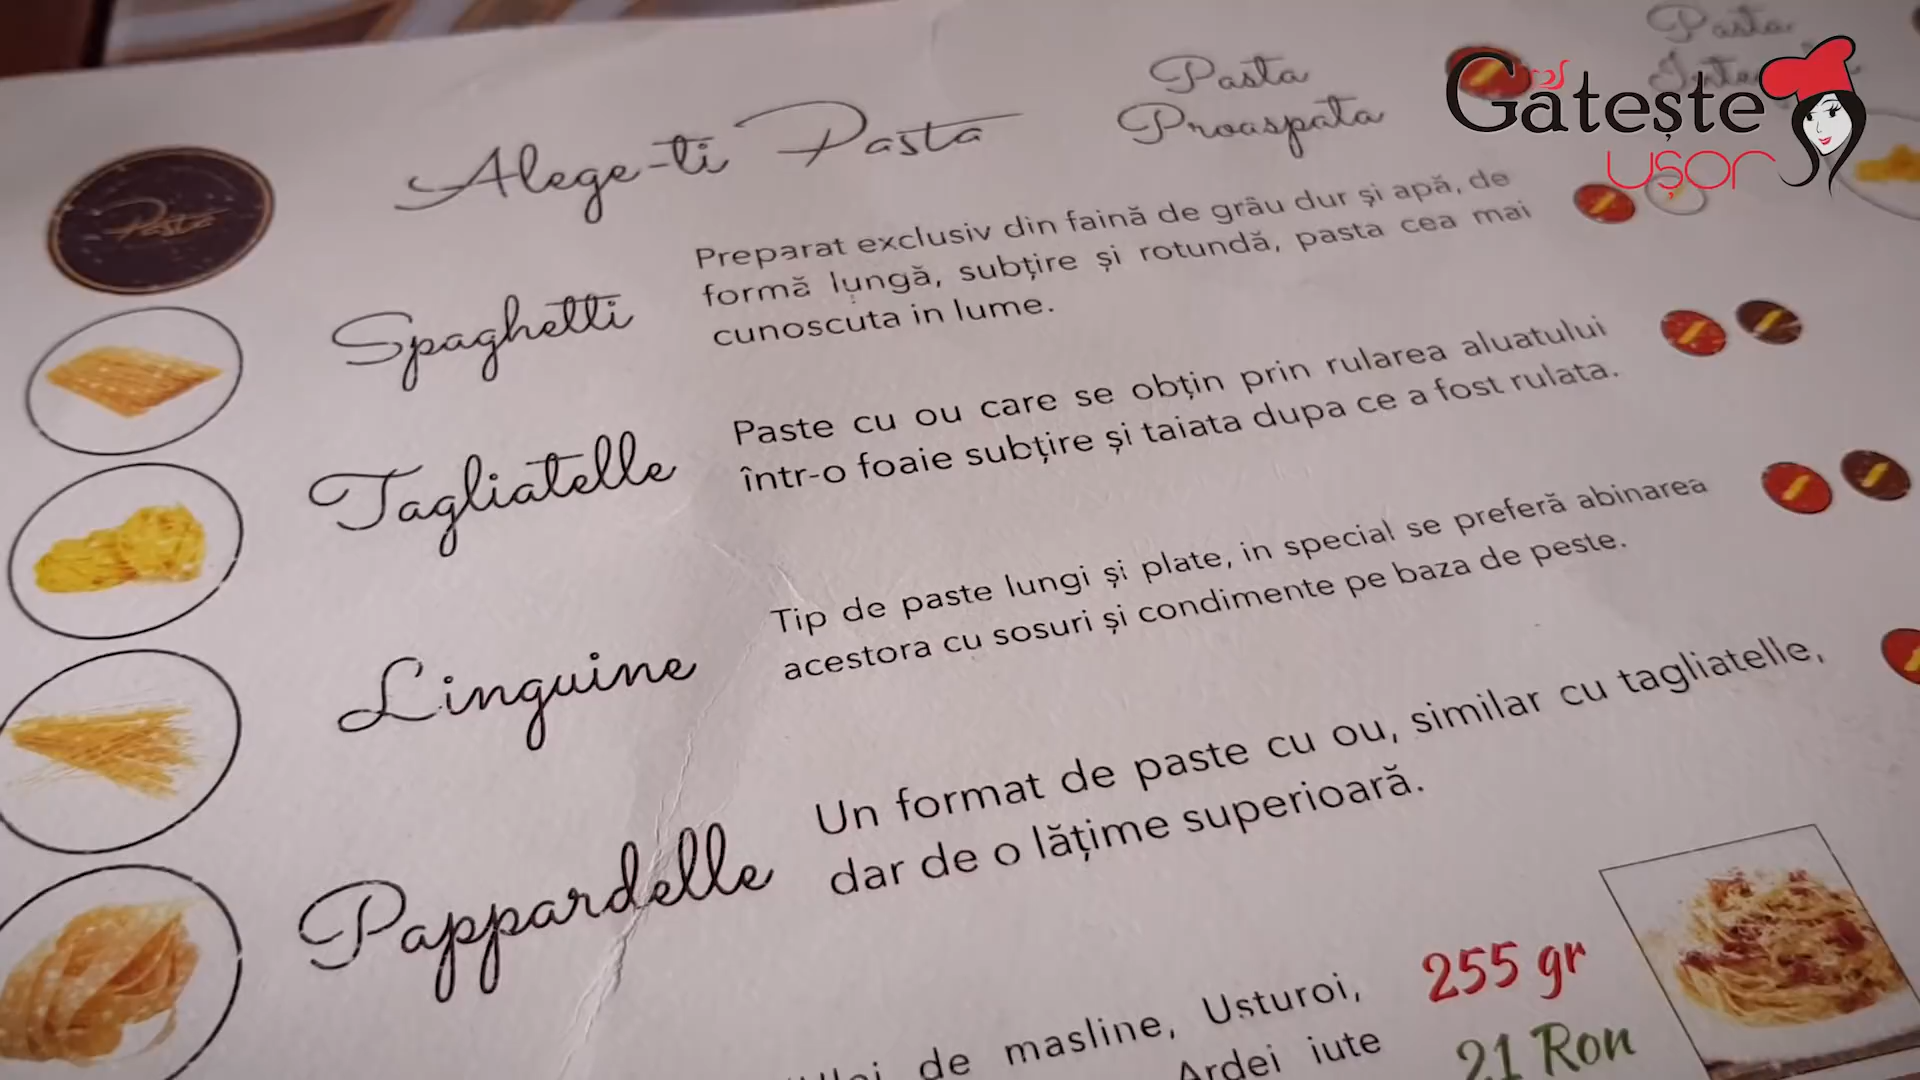 Pasta
Alege-ti Pasta
Pasta
Proaspata
Pasta
Gătește
ușor
Spaghetti
Preparat exclusiv din faină de grâu dur și apă, de
formă lungă, subțire și rotundă, pasta cea mai
cunoscuta in lume.
Tagliatelle
Paste cu ou care se obțin prin rularea aluatului
într-o foaie subțire și taiata dupa ce a fost rulata.
Linguine
Tip de paste lungi și plate, in special se preferă abinarea
acestora cu sosuri și condimente pe baza de peste.
Pappardelle
Un format de paste cu ou, similar cu tagliatelle,
dar de o lățime superioară.
de masline, Usturoi,
Ardei iute
255 gr
21 Ron